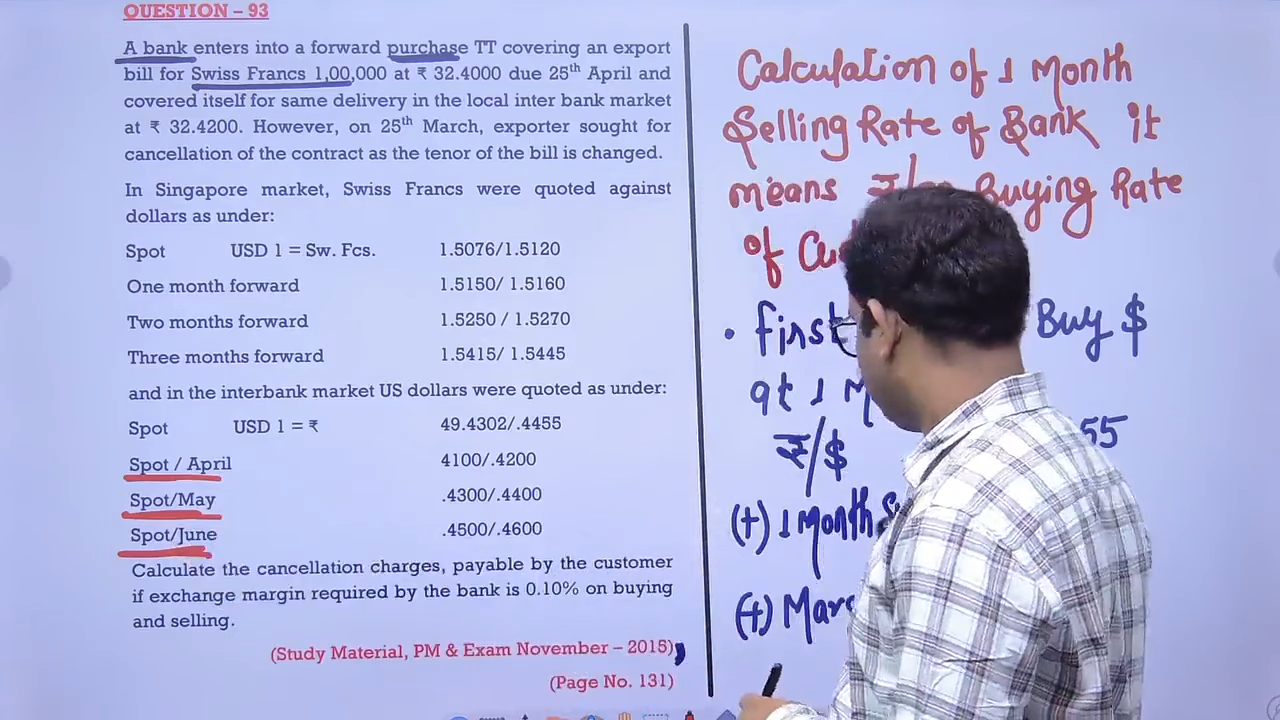 QUESTION – 93
A bank enters into a forward purchase TT covering an export
bill for Swiss Francs 1,00,000 at ₹ 32.4000 due 25th April and
covered itself for same delivery in the local inter bank market
at ₹ 32.4200. However, on 25th March, exporter sought for
cancellation of the contract as the tenor of the bill is changed.
In Singapore market, Swiss Francs were quoted against
dollars as under:
Spot USD 1 = Sw. Fcs. 1.5076/1.5120
One month forward 1.5150/ 1.5160
Two months forward 1.5250 / 1.5270
Three months forward 1.5415/ 1.5445
and in the interbank market US dollars were quoted as under:
Spot USD 1 = ₹ 49.4302/.4455
Spot / April 4100/.4200
Spot/May .4300/.4400
Spot/June .4500/.4600
Calculate the cancellation charges, payable by the customer
if exchange margin required by the bank is 0.10% on buying
and selling.
(Study Material, PM & Exam November – 2015)
(Page No. 131)
Calculation of 1 Month
Selling Rate of Bank it
means Buying Rate
of
First Buy $
at 1
₹/$ 55
(+) 1 Month
(+)